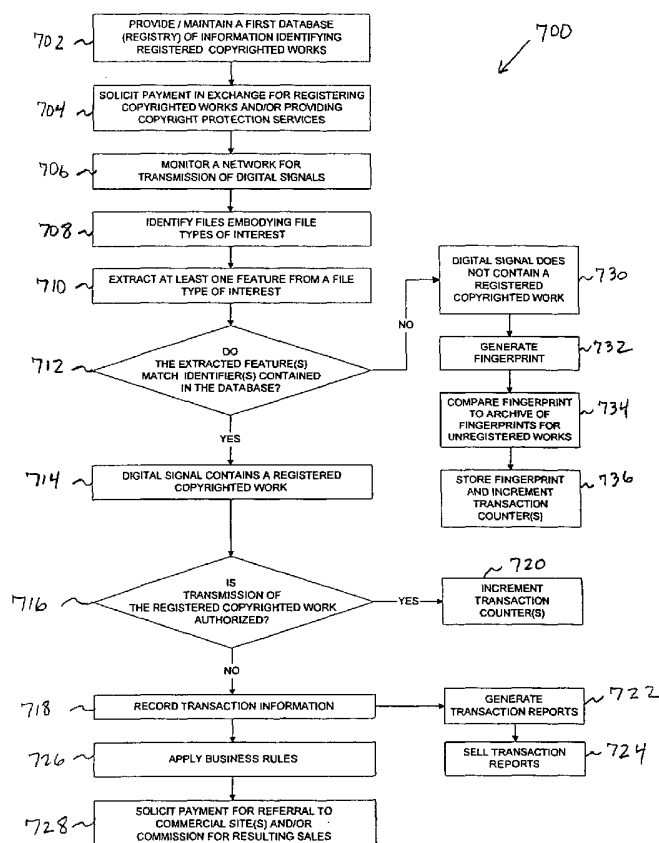 700
702
PROVIDE / MAINTAIN A FIRST DATABASE
(REGISTRY) OF INFORMATION IDENTIFYING
REGISTERED COPYRIGHTED WORKS
704
SOLICIT PAYMENT IN EXCHANGE FOR REGISTERING
COPYRIGHTED WORKS AND/OR PROVIDING
COPYRIGHT PROTECTION SERVICES
706
MONITOR A NETWORK FOR
TRANSMISSION OF DIGITAL SIGNALS
708
IDENTIFY FILES EMBODYING FILE
TYPES OF INTEREST
710
EXTRACT AT LEAST ONE FEATURE FROM A FILE
TYPE OF INTEREST
712
DO
THE EXTRACTED FEATURE(S)
MATCH IDENTIFIER(S) CONTAINED
IN THE DATABASE?
NO
DIGITAL SIGNAL DOES
NOT CONTAIN A
REGISTERED
COPYRIGHTED WORK
730
GENERATE
FINGERPRINT
732
COMPARE FINGERPRINT
TO ARCHIVE OF
FINGERPRINTS FOR
UNREGISTERED WORKS
734
STORE FINGERPRINT
AND INCREMENT
TRANSACTION
COUNTER(S)
736
YES
714
DIGITAL SIGNAL CONTAINS A REGISTERED
COPYRIGHTED WORK
716
IS
TRANSMISSION OF
THE REGISTERED COPYRIGHTED WORK
AUTHORIZED?
YES
720
INCREMENT
TRANSACTION
COUNTER(S)
NO
718
RECORD TRANSACTION INFORMATION
GENERATE
TRANSACTION REPORTS
722
SELL TRANSACTION
REPORTS
724
726
APPLY BUSINESS RULES
728
SOLICIT PAYMENT FOR REFERRAL TO
COMMERCIAL SITE(S) AND/OR
COMMISSION FOR RESULTING SALES